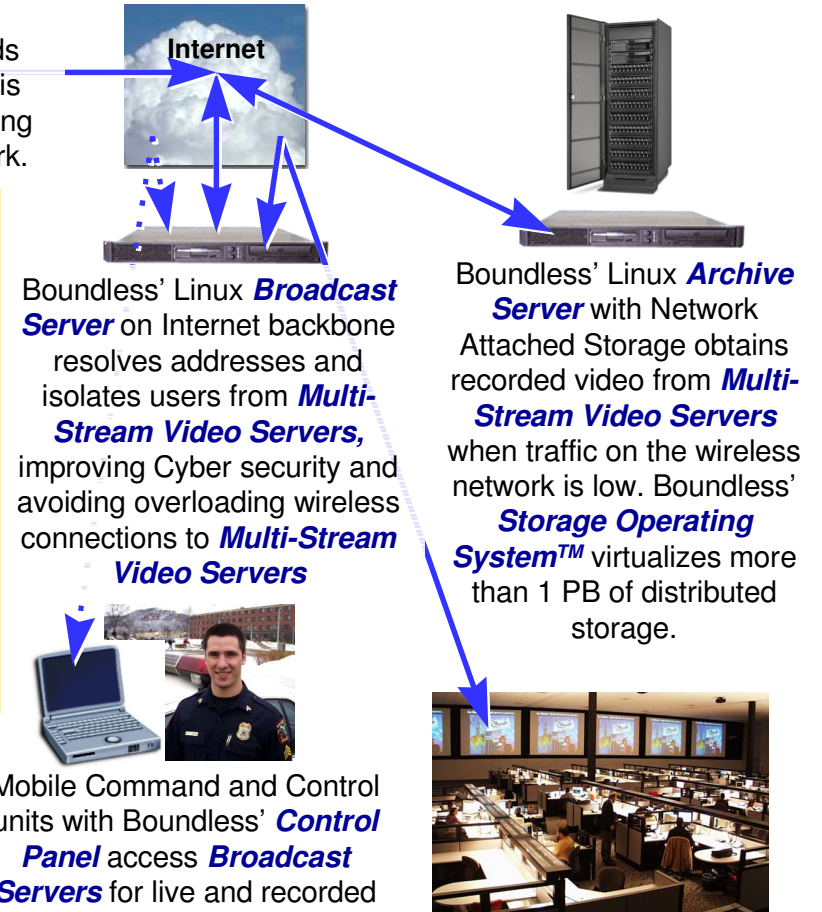 ds
is
ng
rk.
Internet
Boundless' Linux Broadcast
Server on Internet backbone
resolves addresses and
isolates users from Multi-
Stream Video Servers,
improving Cyber security and
avoiding overloading wireless
connections to Multi-Stream
Video Servers
Boundless' Linux Archive
Server with Network
Attached Storage obtains
recorded video from Multi-
Stream Video Servers
when traffic on the wireless
network is low. Boundless'
Storage Operating
System™ virtualizes more
than 1 PB of distributed
storage.
Mobile Command and Control
units with Boundless' Control
Panel access Broadcast
Servers for live and recorded